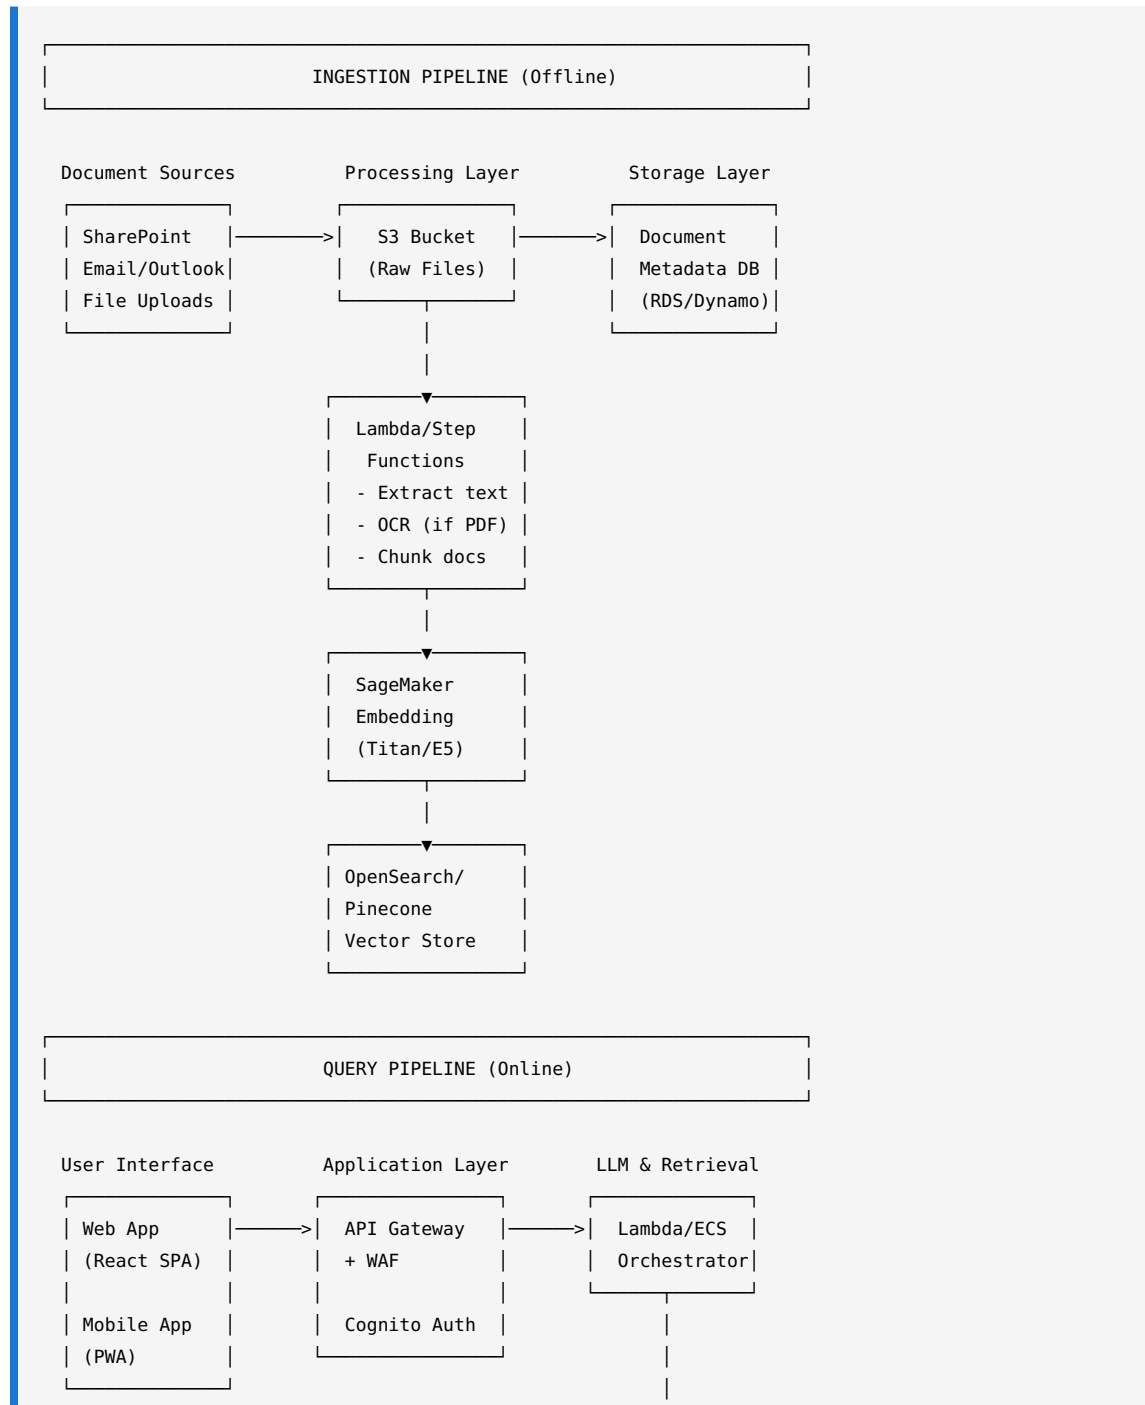 INGESTION PIPELINE (Offline)
Document Sources Processing Layer Storage Layer
SharePoint S3 Bucket Document
Email/Outlook (Raw Files) Metadata DB
File Uploads (RDS/Dynamo)
Lambda/Step
Functions
- Extract text
- OCR (if PDF)
- Chunk docs
SageMaker
Embedding
(Titan/E5)
OpenSearch/
Pinecone
Vector Store
QUERY PIPELINE (Online)
User Interface Application Layer LLM & Retrieval
Web App API Gateway Lambda/ECS
(React SPA) + WAF Orchestrator
Mobile App Cognito Auth
(PWA)